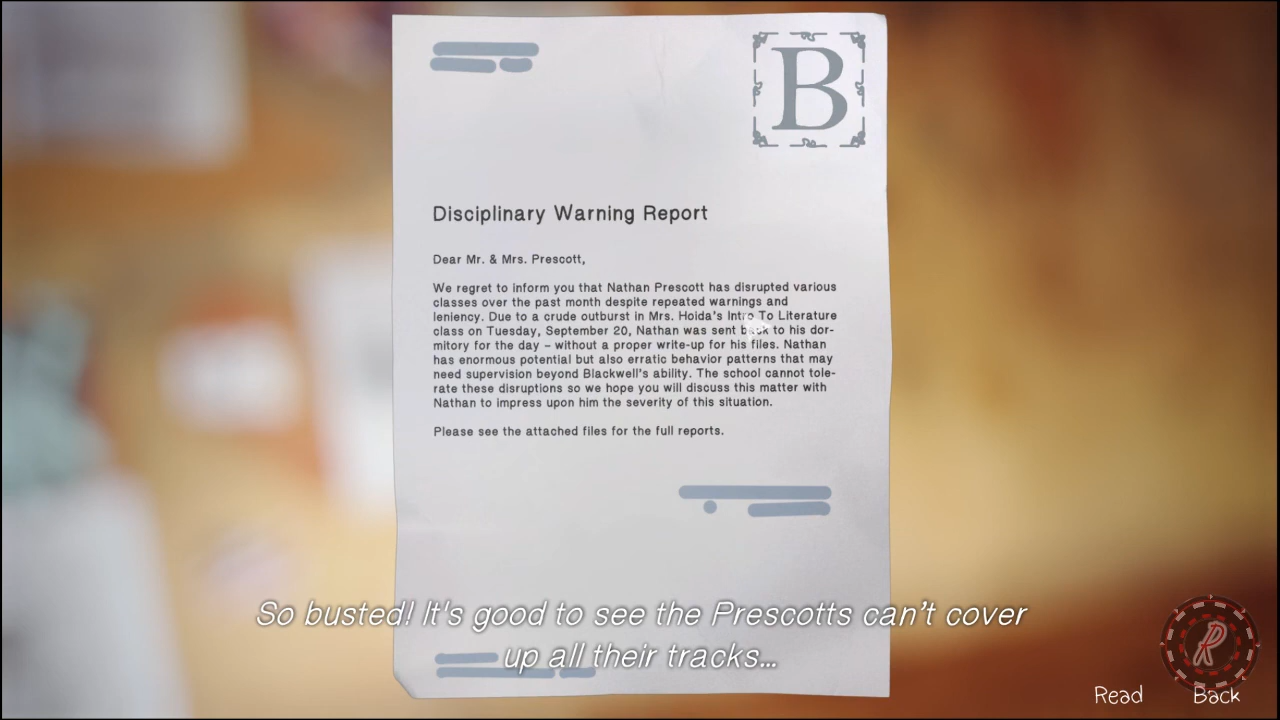 B
Disciplinary Warning Report
Dear Mr. & Mrs. Prescott,
We regret to inform you that Nathan Prescott has disrupted various
classes over the past month despite repeated warnings and
leniency. Due to a crude outburst in Mrs. Hoida's Intro To Literature
class on Tuesday, September 20, Nathan was sent back to his dor-
mitory for the day – without a proper write-up for his files. Nathan
has enormous potential but also erratic behavior patterns that may
need supervision beyond Blackwell's ability. The school cannot tole-
rate these disruptions so we hope you will discuss this matter with
Nathan to impress upon him the severity of this situation.
Please see the attached files for the full reports.
So busted! It's good to see the Prescotts can't cover
up all their tracks...
R
Read Back